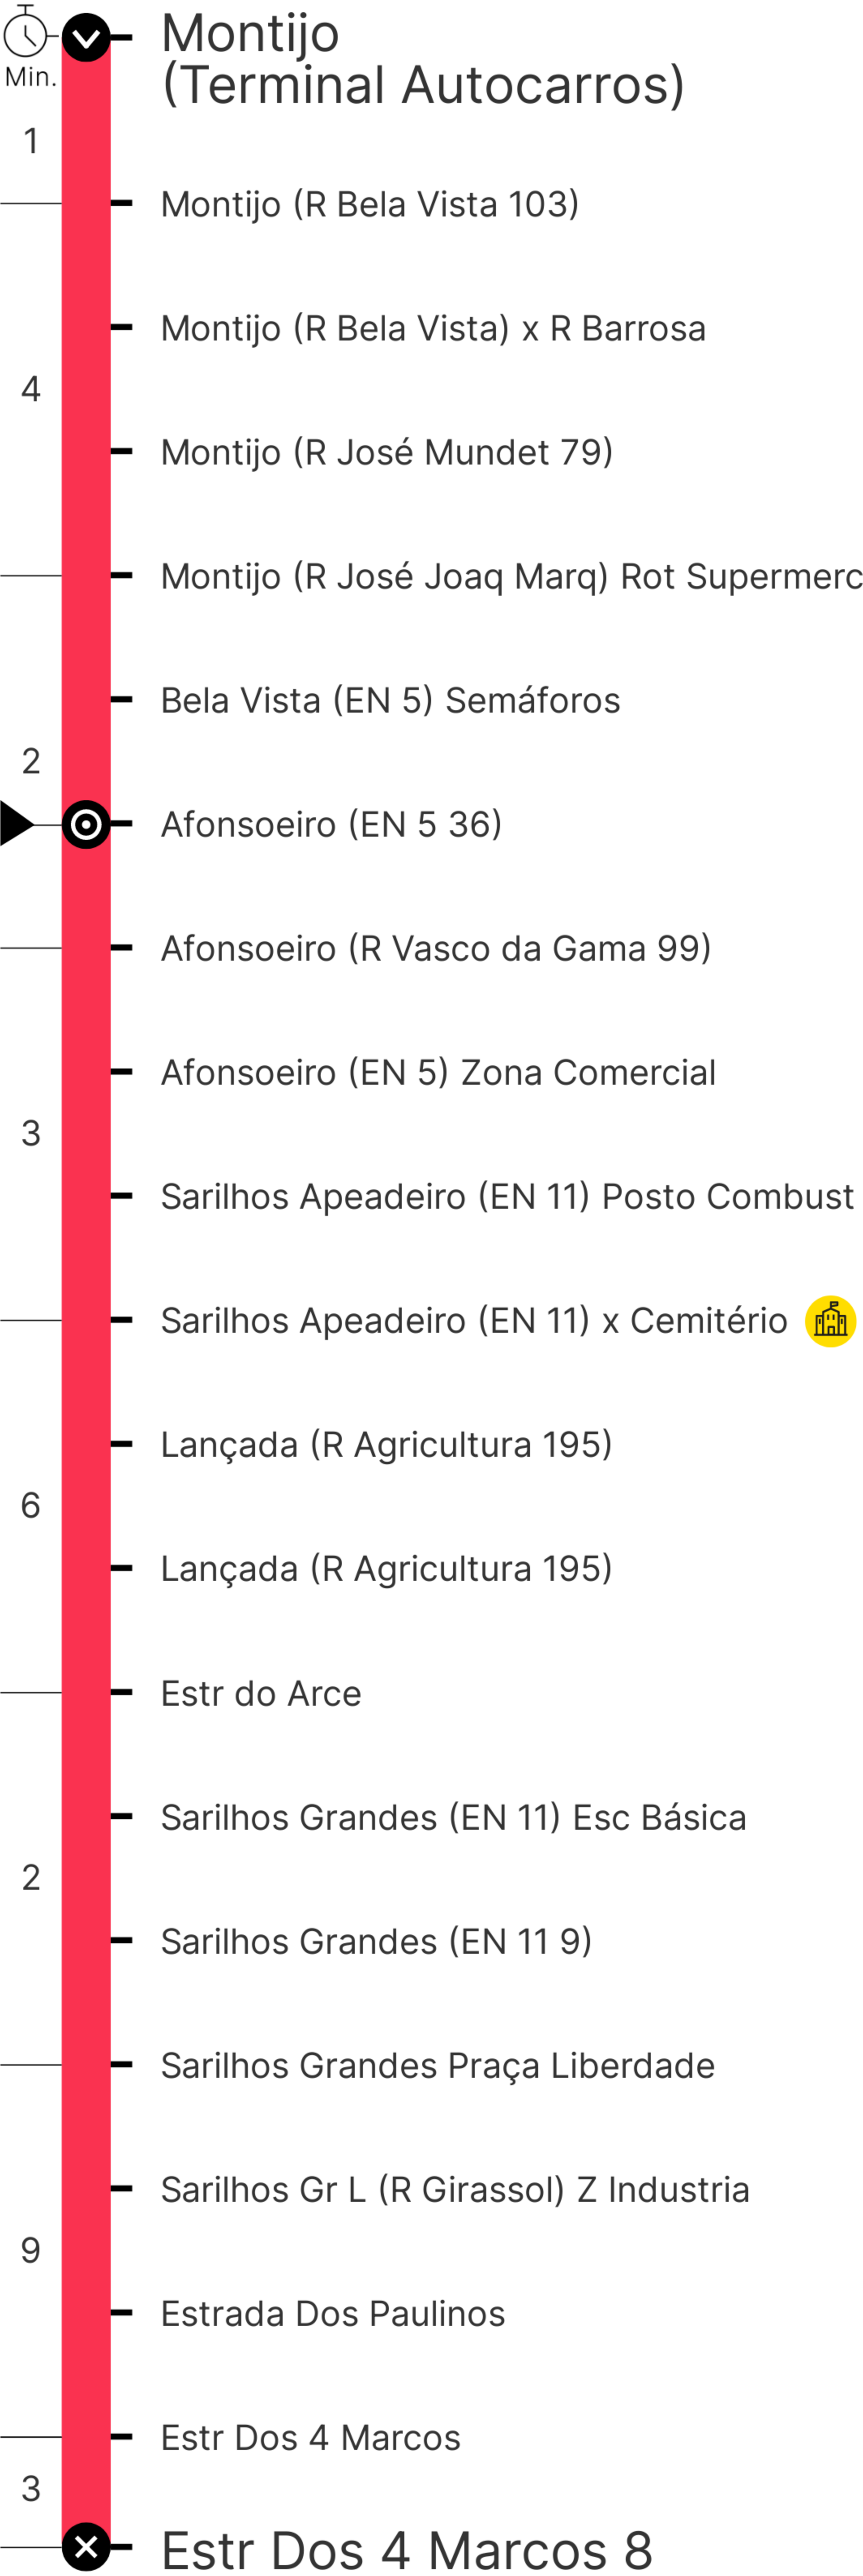 Montijo
(Terminal Autocarros)
Min.
1
Montijo (R Bela Vista 103)
Montijo (R Bela Vista) x R Barrosa
4
Montijo (R José Mundet 79)
Montijo (R José Joaq Marq) Rot Supermerc
Bela Vista (EN 5) Semáforos
2
Afonsoeiro (EN 5 36)
Afonsoeiro (R Vasco da Gama 99)
Afonsoeiro (EN 5) Zona Comercial
3
Sarilhos Apeadeiro (EN 11) Posto Combust
Sarilhos Apeadeiro (EN 11) x Cemitério
Lançada (R Agricultura 195)
6
Lançada (R Agricultura 195)
Estr do Arce
Sarilhos Grandes (EN 11) Esc Básica
2
Sarilhos Grandes (EN 11 9)
Sarilhos Grandes Praça Liberdade
Sarilhos Gr L (R Girassol) Z Industria
9
Estrada Dos Paulinos
Estr Dos 4 Marcos
3
Estr Dos 4 Marcos 8